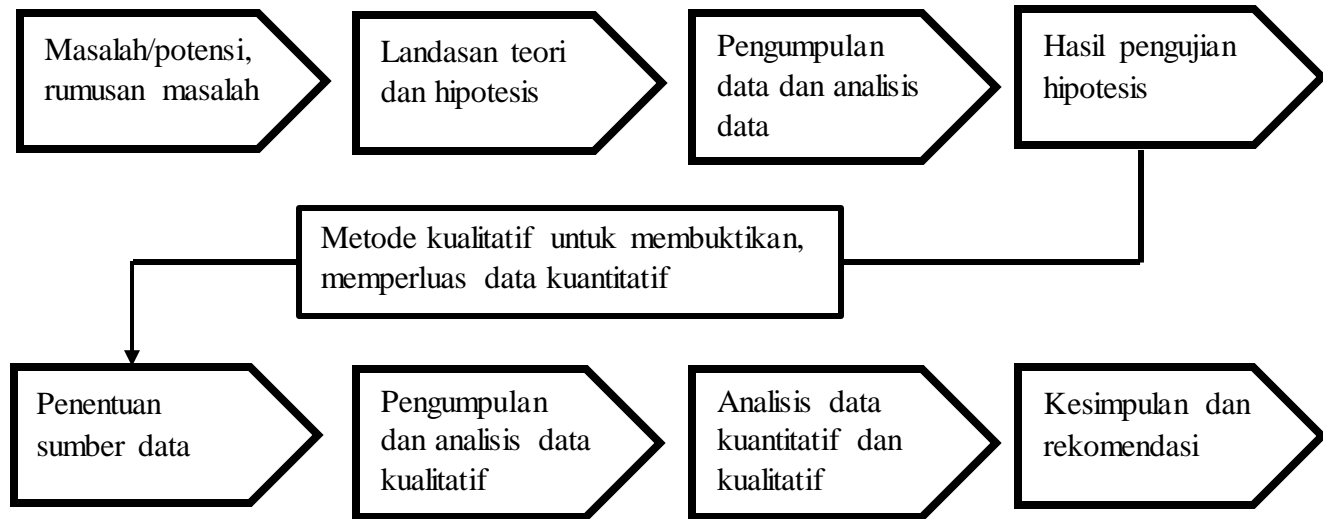 Masalah/potensi,
rumusan masalah
Landasan teori
dan hipotesis
Pengumpulan
data dan analisis
data
Hasil pengujian
hipotesis
Metode kualitatif untuk membuktikan,
memperluas data kuantitatif
Penentuan
sumber data
Pengumpulan
dan analisis data
kualitatif
Analisis data
kuantitatif dan
kualitatif
Kesimpulan dan
rekomendasi